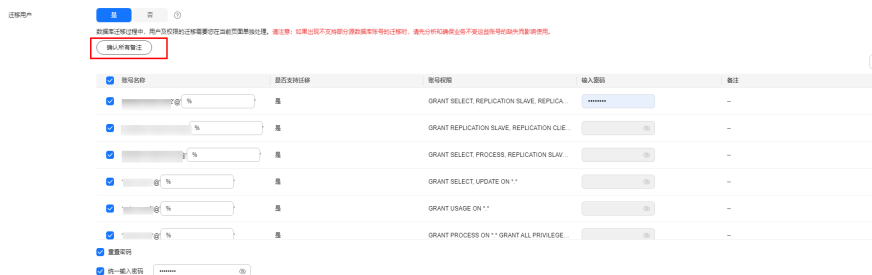 迁移用户 是 否 ?
数据库迁移过程中，用户及权限的迁移需要您在当前页面单独处理。请注意：如果出现不支持部分源数据库账号的迁移时，请先分析和确保业务不受这些账号的缺失而影响使用。
确认所有备注
账号名称 是否支持迁移 账号权限 输入密码 备注
'@' % ' 是 GRANT SELECT, REPLICATION SLAVE, REPLICA... •••••••• --
% ' 是 GRANT REPLICATION SLAVE, REPLICATION CLIE... --
@' % ' 是 GRANT SELECT, PROCESS, REPLICATION SLAV... --
' @' % ' 是 GRANT SELECT, UPDATE ON *.* --
' @' % ' 是 GRANT USAGE ON *.* --
' @' % ' 是 GRANT PROCESS ON *.* GRANT ALL PRIVILEGE... --
重置密码
统一输入密码 ••••••••